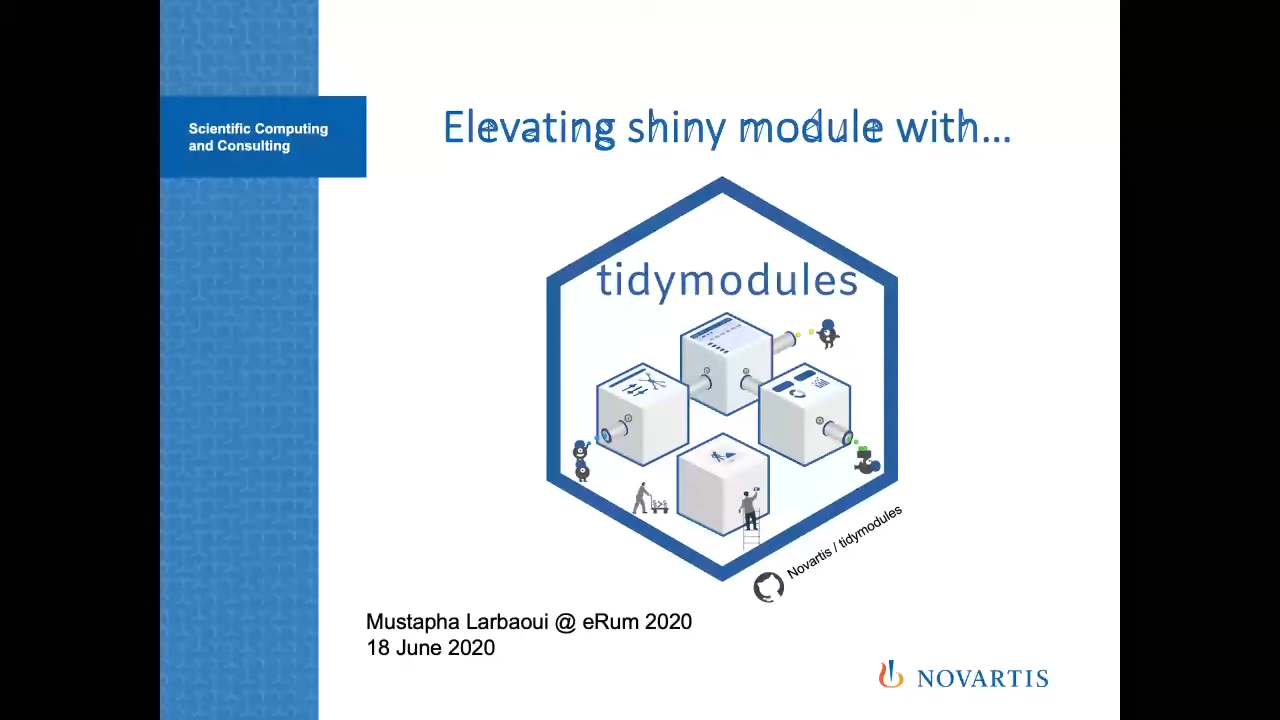 Scientific Computing
and Consulting
Elevating shiny module with...
tidymodules
Novartis / tidymodules
Mustapha Larbaoui @ eRum 2020
18 June 2020
NOVARTIS